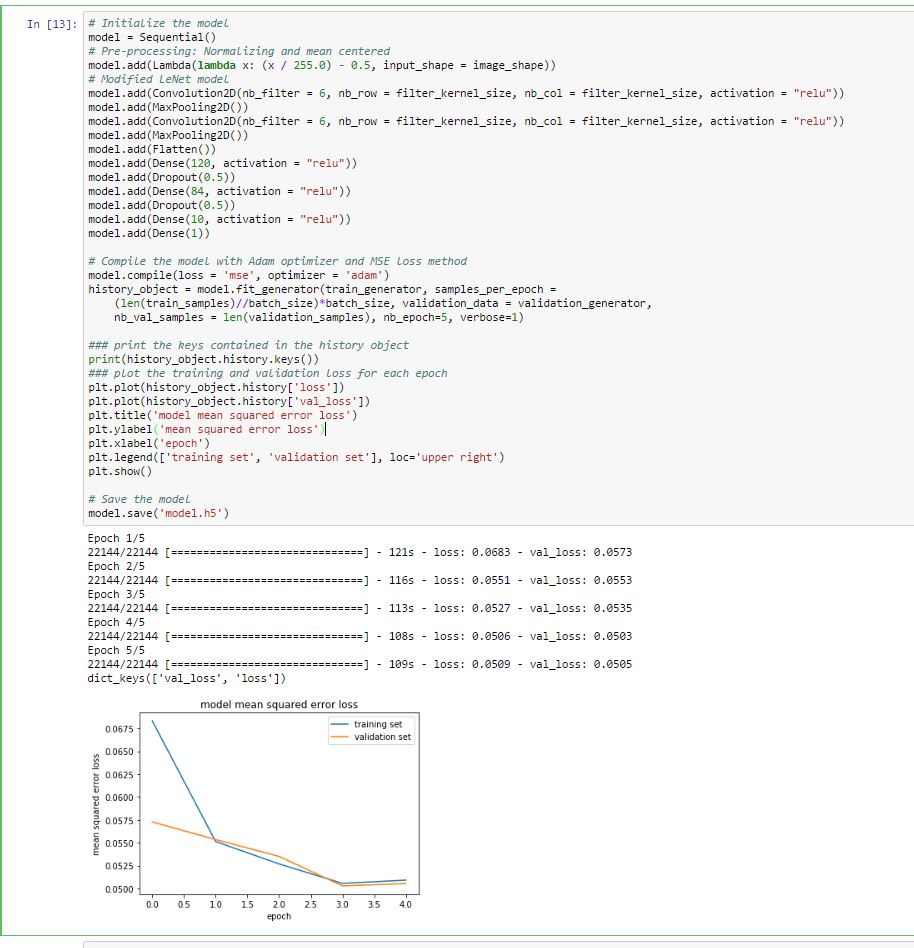 In [13]:
# Initialize the model
model = Sequential()
# Pre-processing: Normalizing and mean centered
model.add(Lambda(lambda x: (x / 255.0) - 0.5, input_shape = image_shape))
# Modified LeNet model
model.add(Convolution2D(nb_filter = 6, nb_row = filter_kernel_size, nb_col = filter_kernel_size, activation = "relu"))
model.add(MaxPooling2D())
model.add(Convolution2D(nb_filter = 6, nb_row = filter_kernel_size, nb_col = filter_kernel_size, activation = "relu"))
model.add(MaxPooling2D())
model.add(Flatten())
model.add(Dense(120, activation = "relu"))
model.add(Dropout(0.5))
model.add(Dense(84, activation = "relu"))
model.add(Dropout(0.5))
model.add(Dense(10, activation = "relu"))
model.add(Dense(1))
# Compile the model with Adam optimizer and MSE Loss method
model.compile(loss = 'mse', optimizer = 'adam')
history_object = model.fit_generator(train_generator, samples_per_epoch =
(len(train_samples)//batch_size)*batch_size, validation_data = validation_generator,
nb_val_samples = len(validation_samples), nb_epoch=5, verbose=1)
### print the keys contained in the history object
print(history_object.history.keys())
### plot the training and validation loss for each epoch
plt.plot(history_object.history['loss'])
plt.plot(history_object.history['val_loss'])
plt.title('model mean squared error loss')
plt.ylabel('mean squared error loss')
plt.xlabel('epoch')
plt.legend(['training set', 'validation set'], loc='upper right')
plt.show()
# Save the model
model.save('model.h5')
Epoch 1/5
22144/22144 [==============================] - 121s - loss: 0.0683 - val_loss: 0.0573
Epoch 2/5
22144/22144 [==============================] - 116s - loss: 0.0551 - val_loss: 0.0553
Epoch 3/5
22144/22144 [==============================] - 113s - loss: 0.0527 - val_loss: 0.0535
Epoch 4/5
22144/22144 [==============================] - 108s - loss: 0.0506 - val_loss: 0.0503
Epoch 5/5
22144/22144 [==============================] - 109s - loss: 0.0509 - val_loss: 0.0505
dict_keys(['val_loss', 'loss'])
model mean squared error loss
training set
validation set
mean squared error loss
0.0675
0.0650
0.0625
0.0600
0.0575
0.0550
0.0525
0.0500
0.0 0.5 1.0 1.5 2.0 2.5 3.0 3.5 4.0
epoch